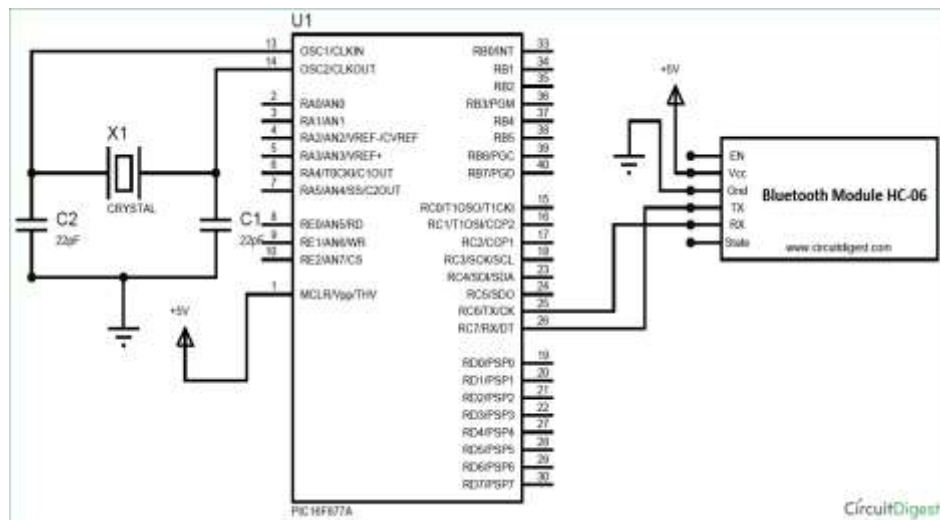 U1
13
OSC1/CLKIN
14
OSC2/CLKOUT
2
RA0/AN0
3
RA1/AN1
4
RA2/AN2/VREF-/CVREF
5
RA3/AN3/VREF+
6
RA4/T0CKI/C1OUT
7
RA5/AN4/SS/C2OUT
8
RE0/AN5/RD
9
RE1/AN6/WR
10
RE2/AN7/CS
1
MCLR/Vpp/THV
RB0/INT
33
RB1
34
RB2
35
RB3/PGM
36
RB4
37
RB5
38
RB6/PGC
39
RB7/PGD
40
RC0/T1OSO/T1CKI
15
RC1/T1OSI/CCP2
16
RC2/CCP1
17
RC3/SCK/SCL
18
RC4/SDI/SDA
23
RC5/SDO
24
RC6/TX/CK
25
RC7/RX/DT
26
RD0/PSP0
19
RD1/PSP1
20
RD2/PSP2
21
RD3/PSP3
22
RD4/PSP4
27
RD5/PSP5
28
RD6/PSP6
29
RD7/PSP7
30
PIC16F877A
X1
CRYSTAL
C2
22pF
C1
22pF
+5V
+5V
EN
Vcc
Gnd
TX
RX
State
Bluetooth Module HC-06
www.circuitdigest.com
CircuitDigest